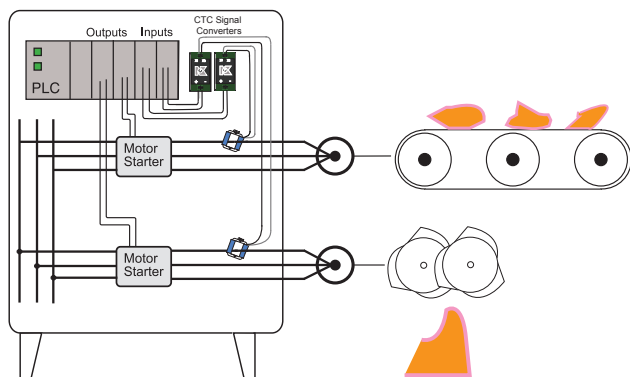 CTC Signal
Converters
Outputs
Inputs
PLC
Motor
Starter
Motor
Starter